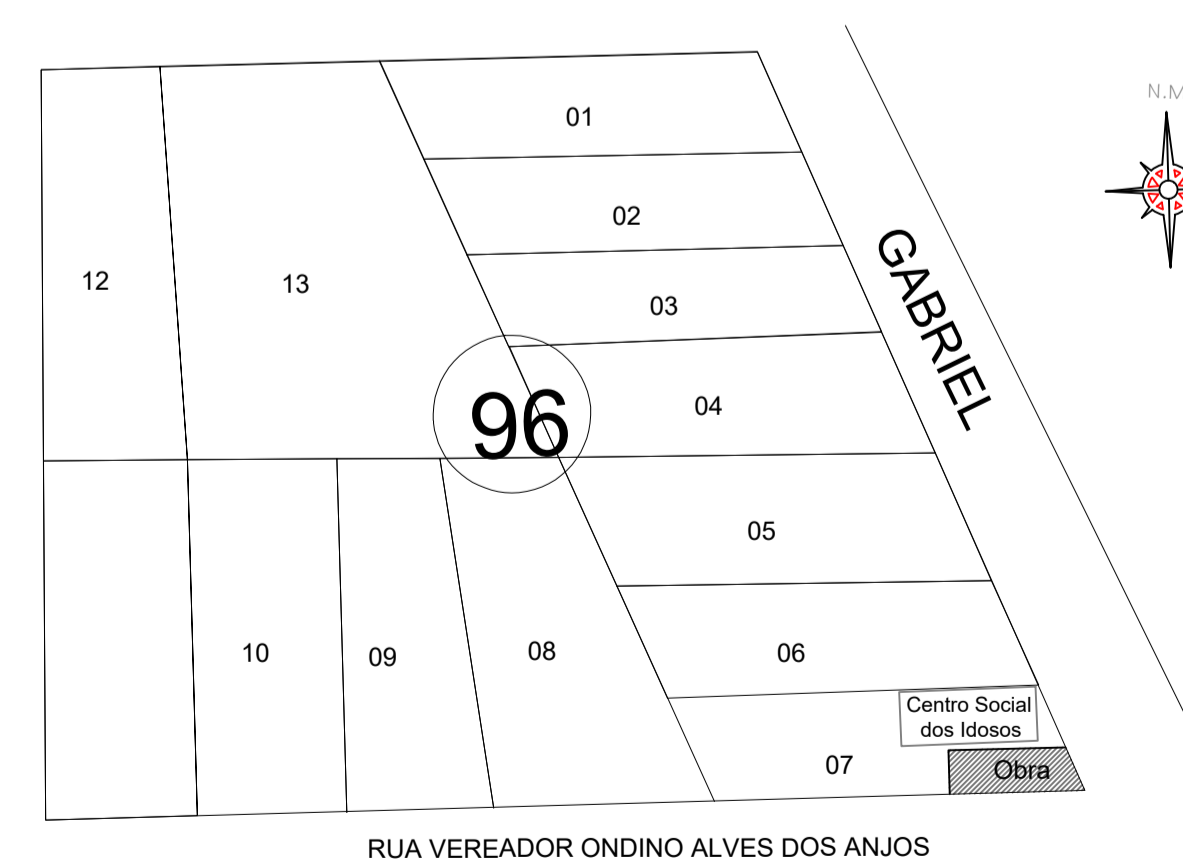 N.M
01
02
GABRIEL
12
13
03
04
96
05
10
09
08
06
Centro Social
dos Idosos
07
Obra
RUA VEREADOR ONDINO ALVES DOS ANJOS